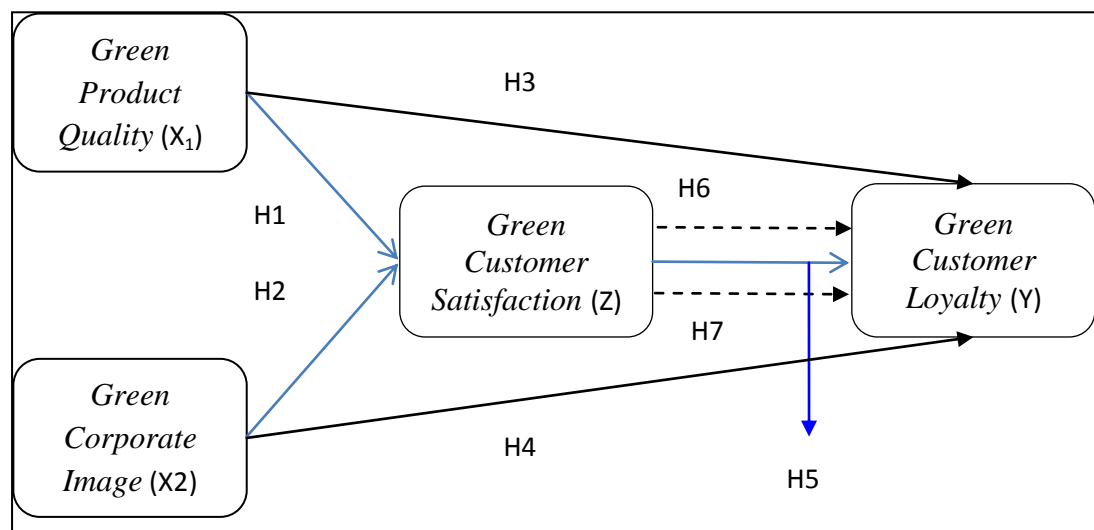 Green
Product
Quality (X₁)
H3
H1
H6
Green
Customer
Satisfaction (Z)
Green
Customer
Loyalty (Y)
H2
H7
Green
Corporate
Image (X2)
H4
H5